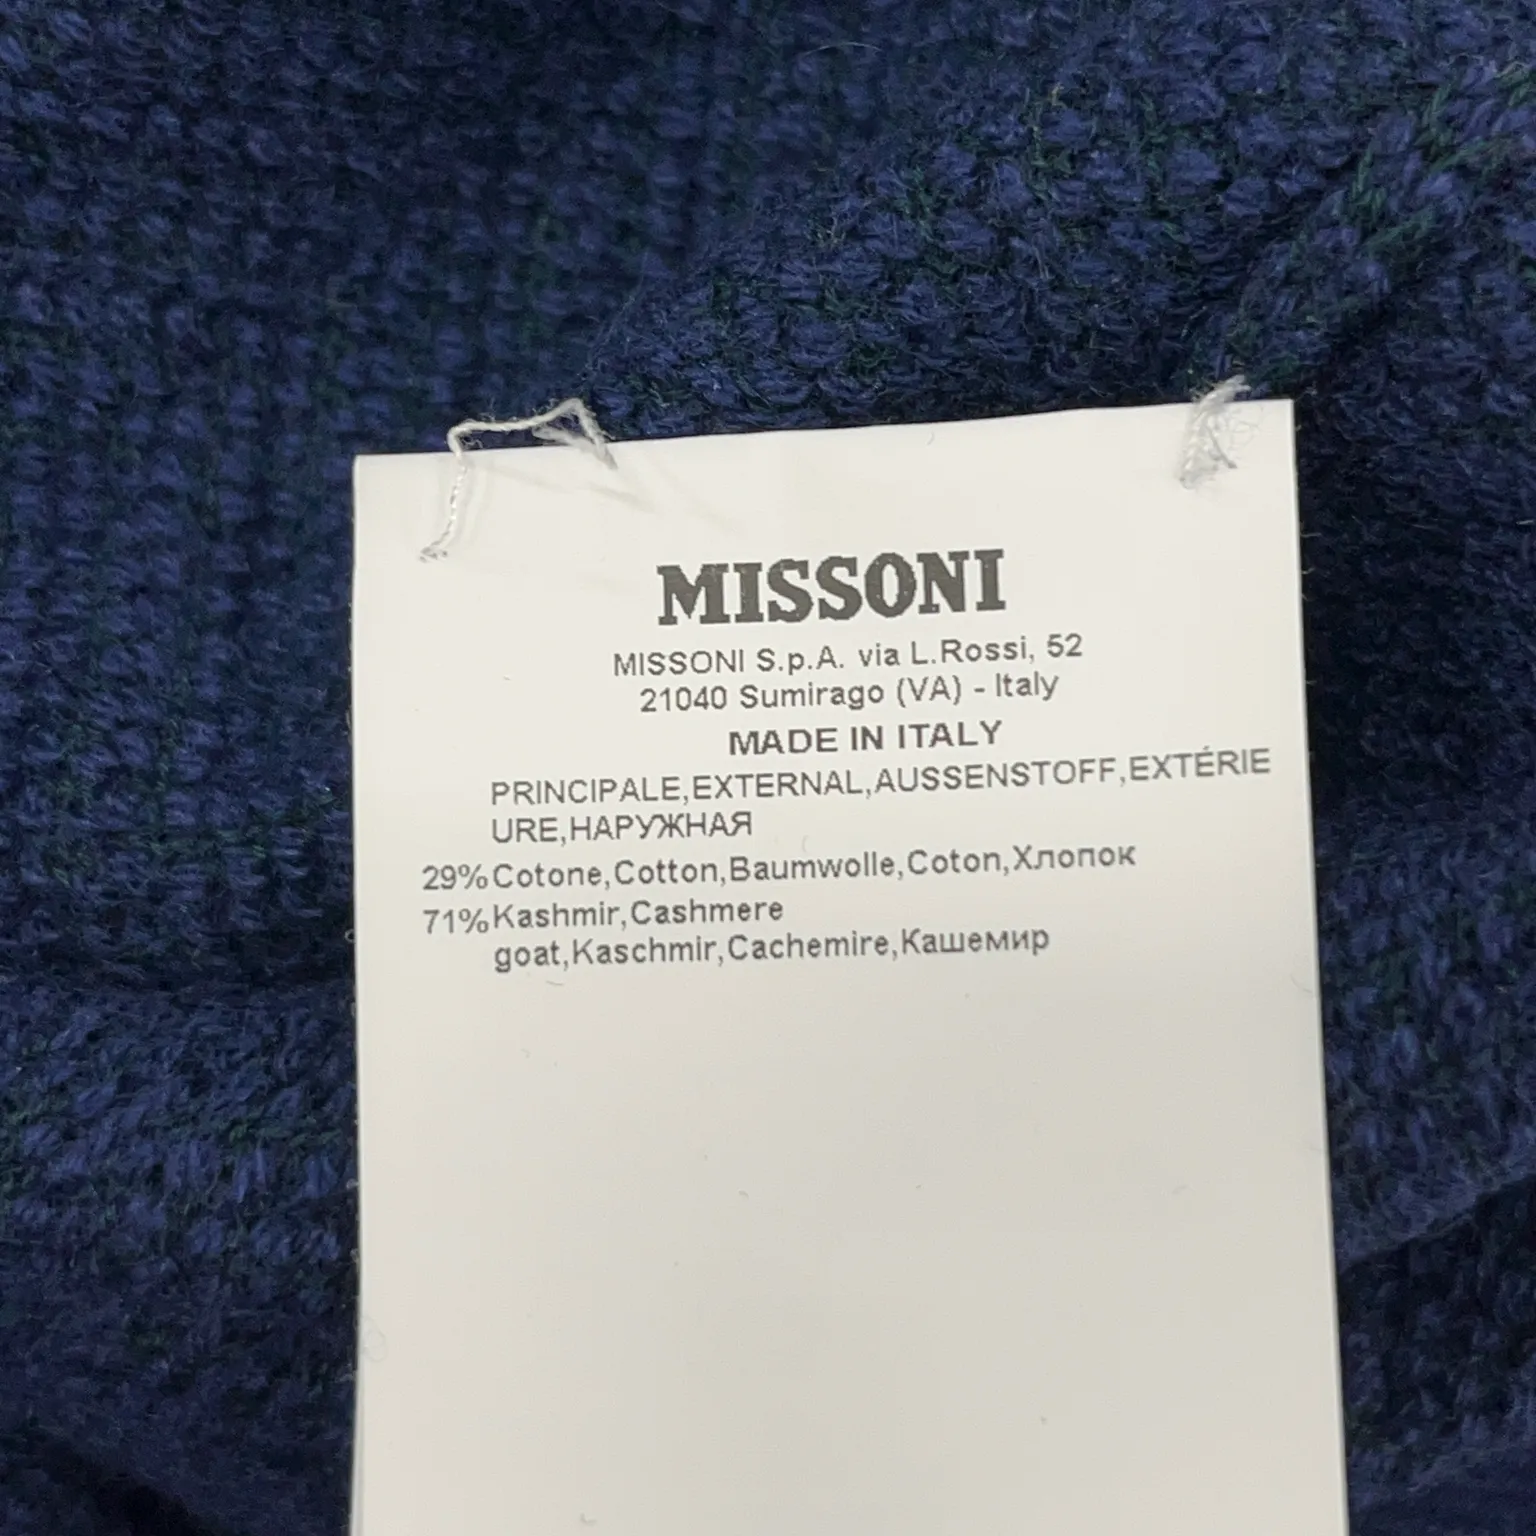 MISSONI
MISSONI S.p.A. via L.Rossi, 52
21040 Sumirago (VA) - Italy
MADE IN ITALY
PRINCIPALE,EXTERNAL,AUSSENSTOFF,EXTÉRIE
URE,НАРУЖНАЯ
29% Cotone,Cotton,Baumwolle,Coton,Хлопок
71% Kashmir,Cashmere
goat,Kaschmir,Cachemire,Кашемир